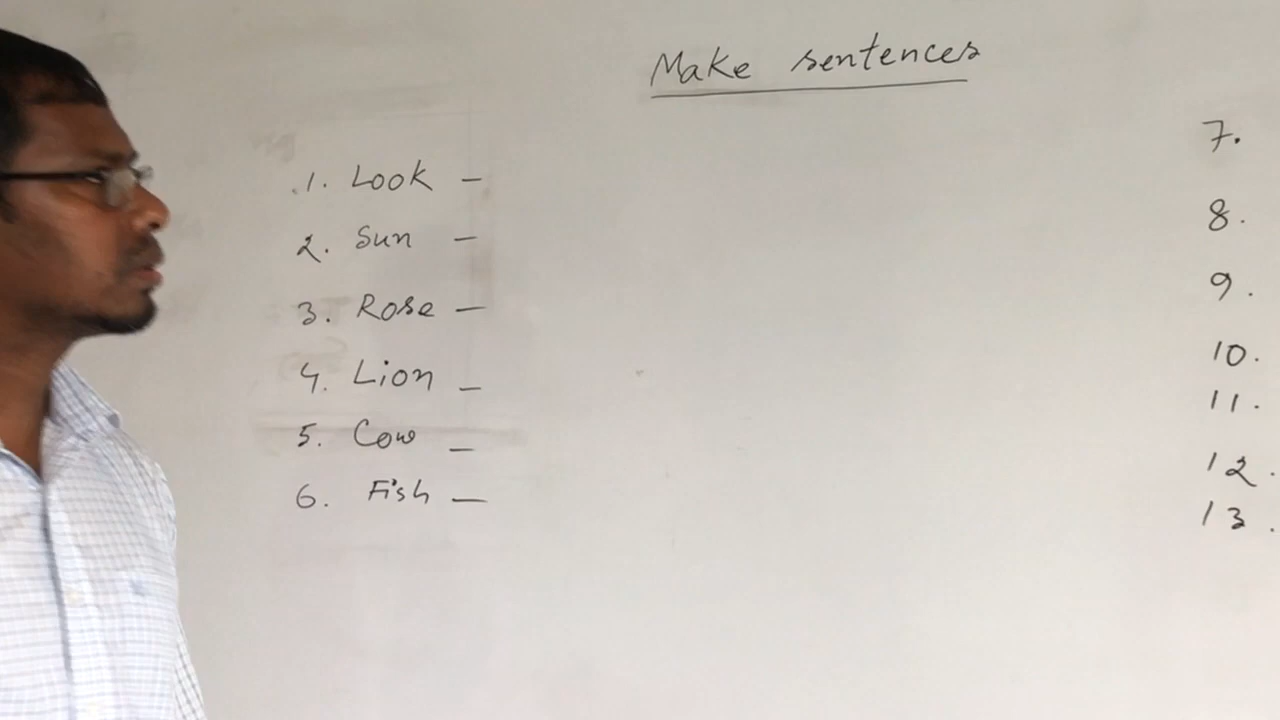 Make sentences
1. Look –
2. Sun –
3. Rose –
4. Lion –
5. Cow –
6. Fish –
7.
8.
9.
10.
11.
12.
13.